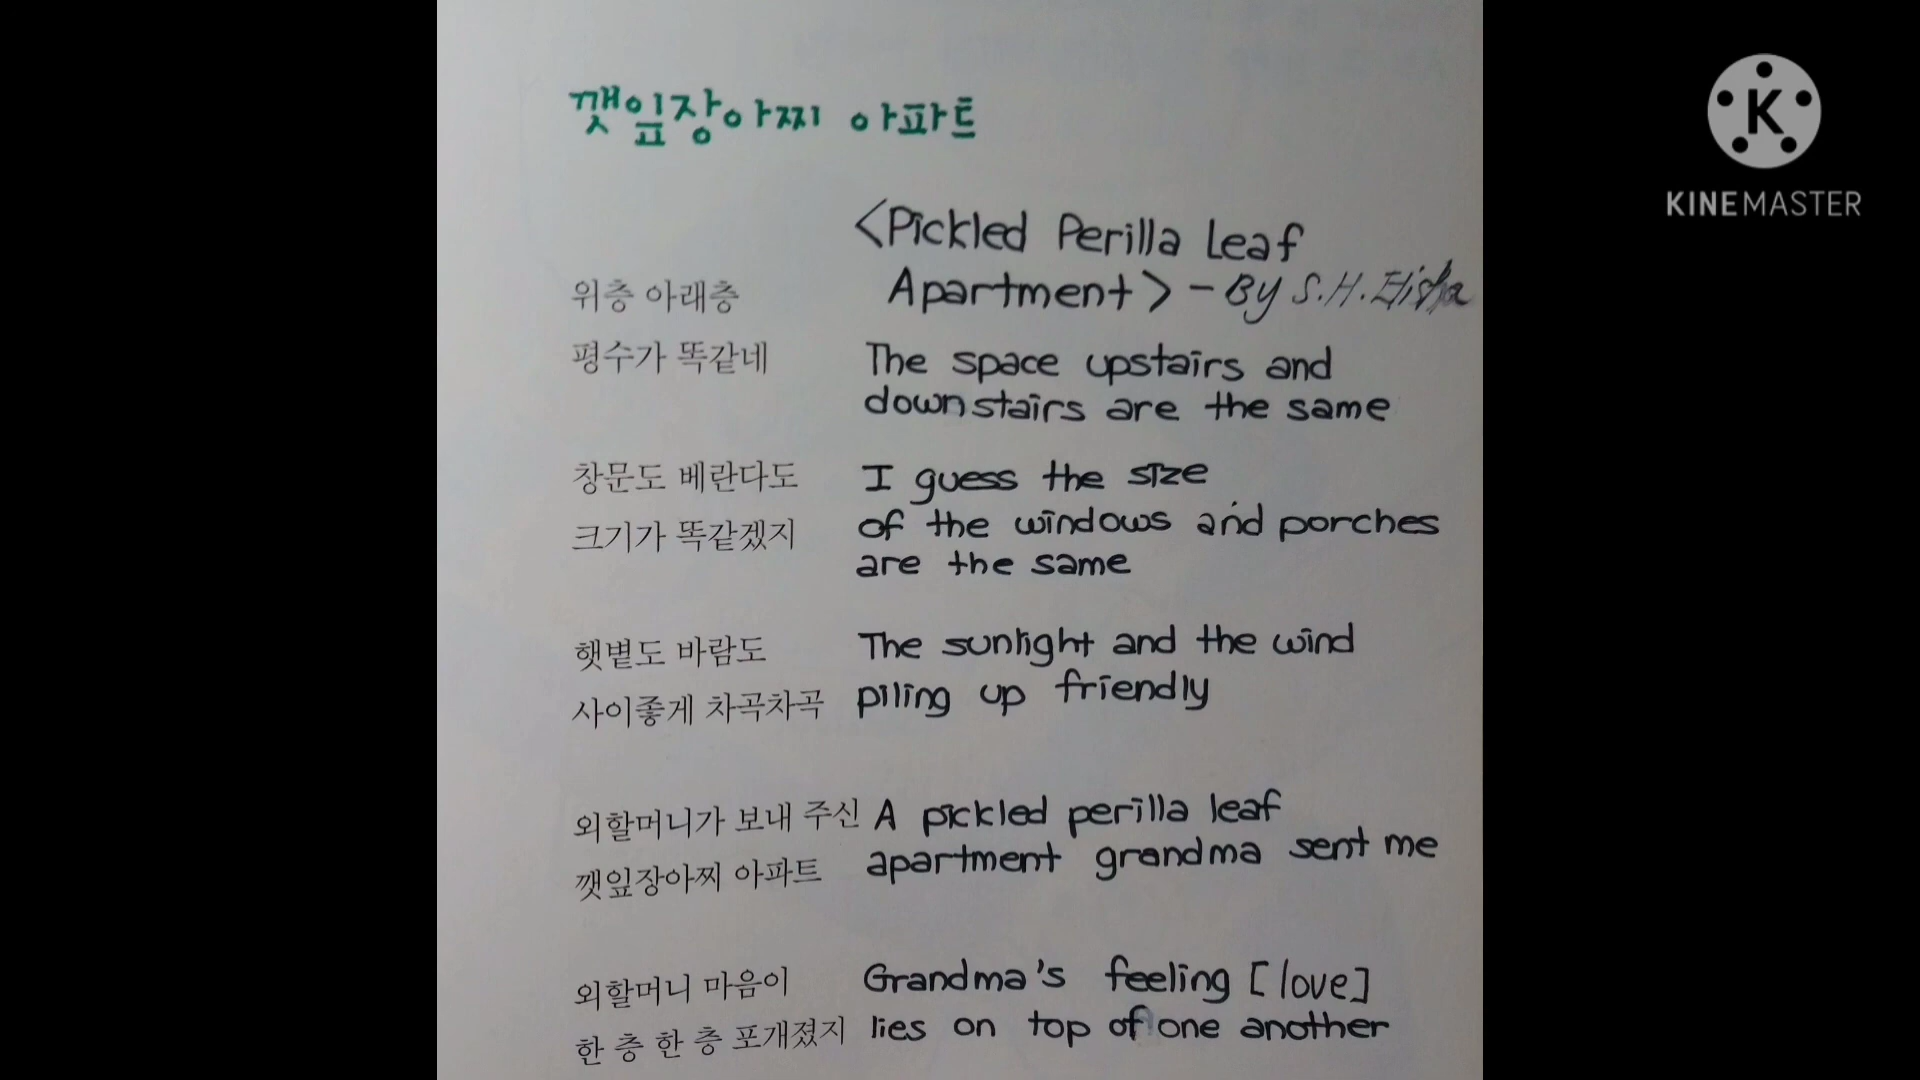 깻잎장아찌 아파트
<Pickled Perilla Leaf
Apartment> - By S.H. Elisha
위층 아래층
평수가 똑같네
The space upstairs and
downstairs are the same
창문도 베란다도
크기가 똑같겠지
I guess the size
of the windows and porches
are the same
햇볕도 바람도
사이좋게 차곡차곡
The sunlight and the wind
piling up friendly
외할머니가 보내 주신
깻잎장아찌 아파트
A pickled perilla leaf
apartment grandma sent me
외할머니 마음이
한 층 한 층 포개졌지
Grandma's feeling [love]
lies on top of one another
K
KINEMASTER